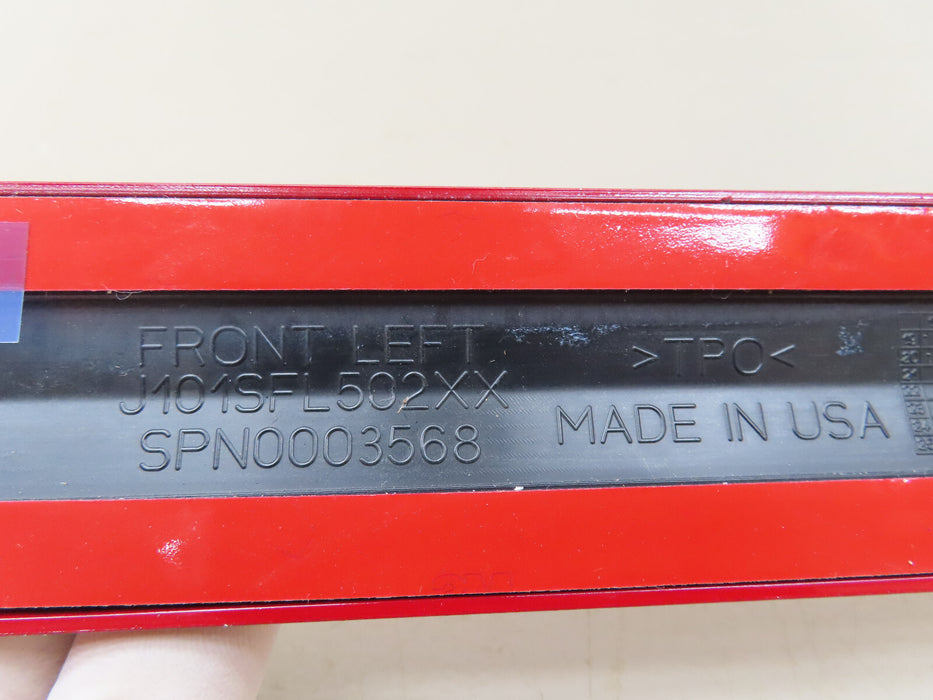 FRONT LEFT
J101SFL502XX
SPN0003568
>TPO<
MADE IN USA